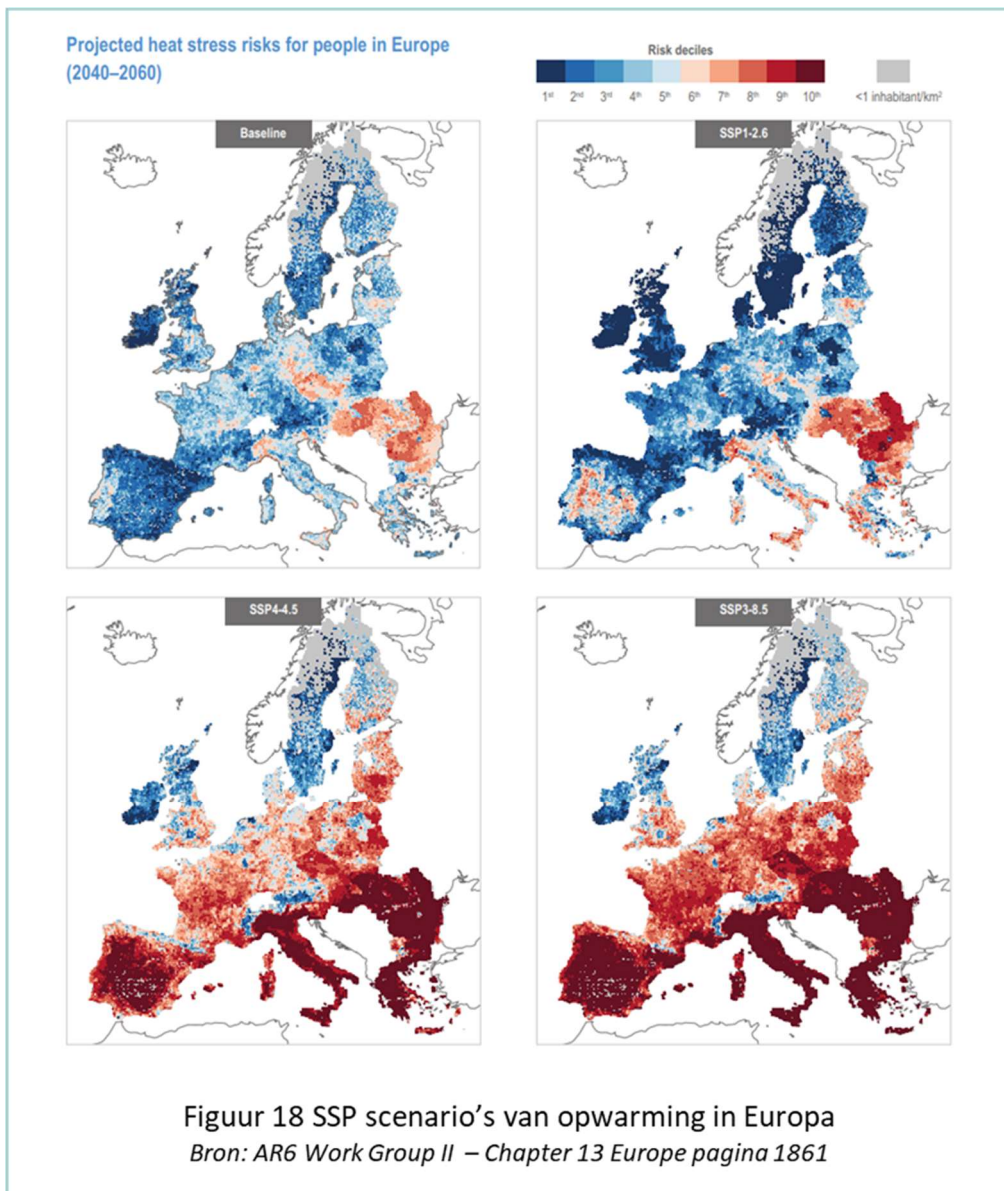 Projected heat stress risks for people in Europe
(2040–2060)
Risk deciles
1st 2nd 3rd 4th 5th 6th 7th 8th 9th 10th <1 inhabitant/km²
Baseline
SSP1-2.6
SSP4-4.5
SSP3-8.5
Figuur 18 SSP scenario’s van opwarming in Europa
Bron: AR6 Work Group II – Chapter 13 Europe pagina 1861